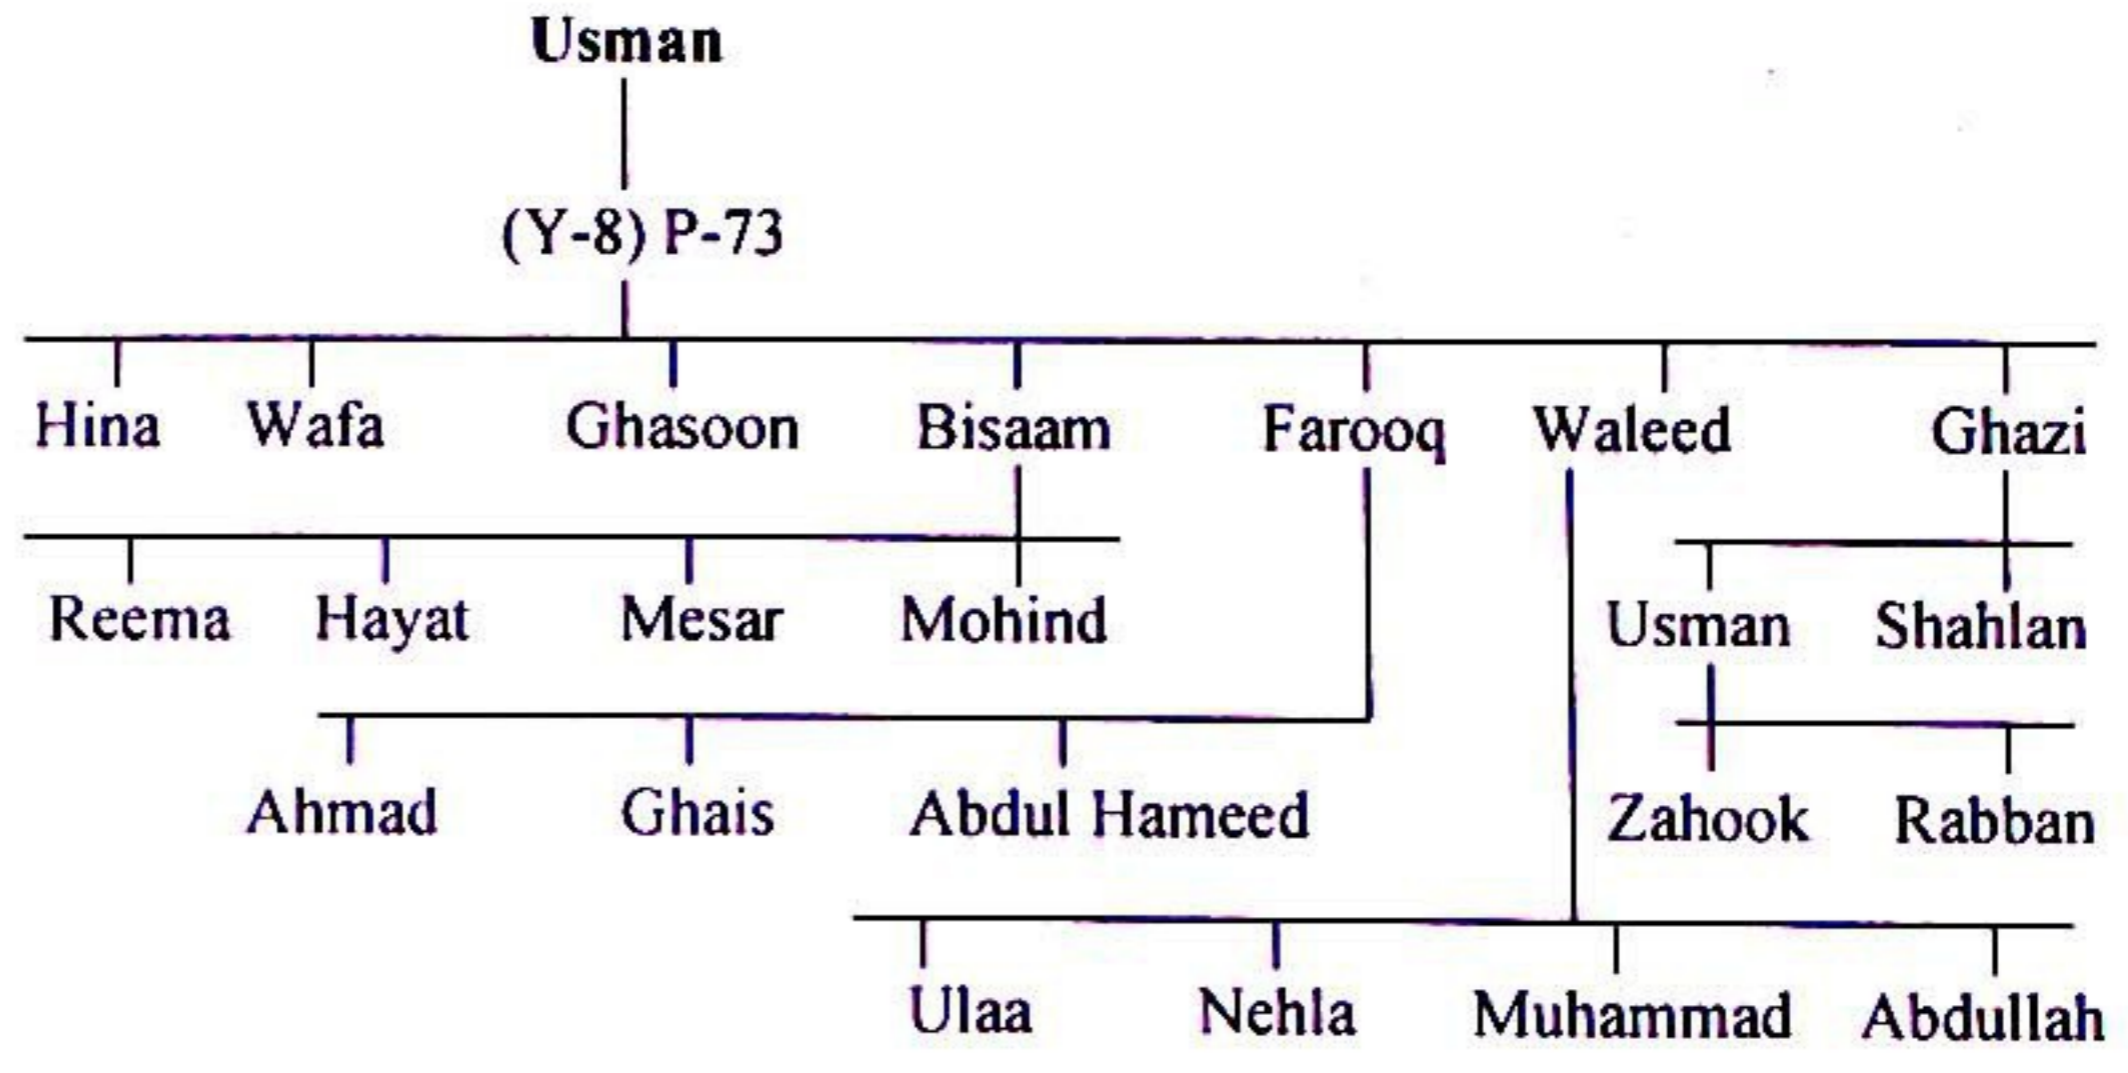 Usman
(Y-8) P-73
Hina Wafa Ghasoon Bisaam Farooq Waleed Ghazi
Reema Hayat Mesar Mohind Usman Shahlan
Ahmad Ghais Abdul Hameed Zahook Rabban
Ulaa Nehla Muhammad Abdullah